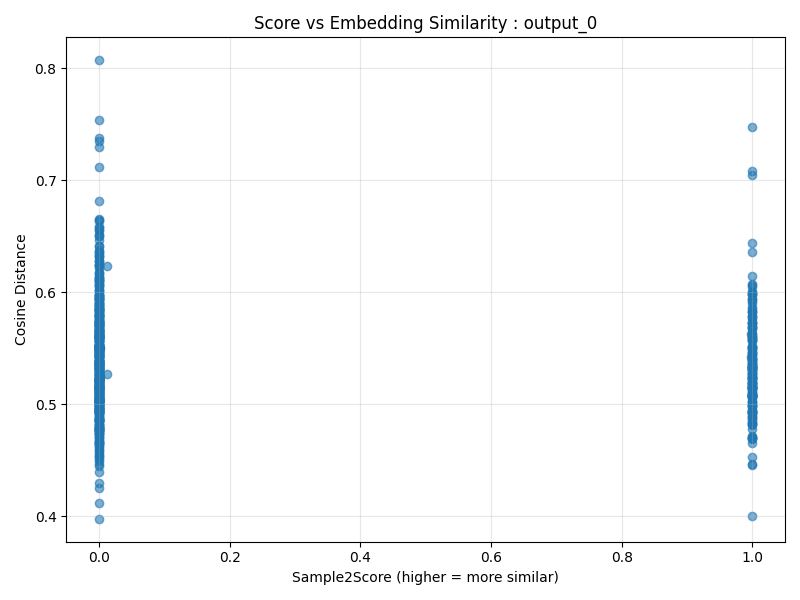 Score vs Embedding Similarity : output_0
0.8
0.7
0.6
0.5
0.4
Cosine Distance
0.0 0.2 0.4 0.6 0.8 1.0
Sample2Score (higher = more similar)